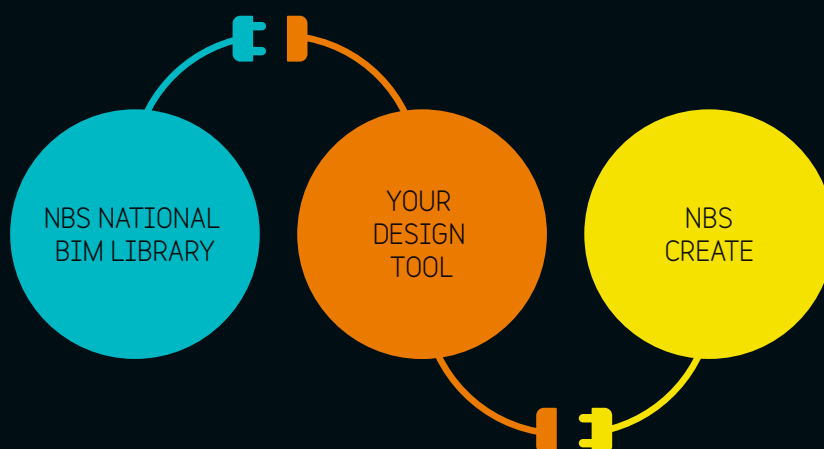 NBS NATIONAL
BIM LIBRARY
YOUR
DESIGN
TOOL
NBS
CREATE